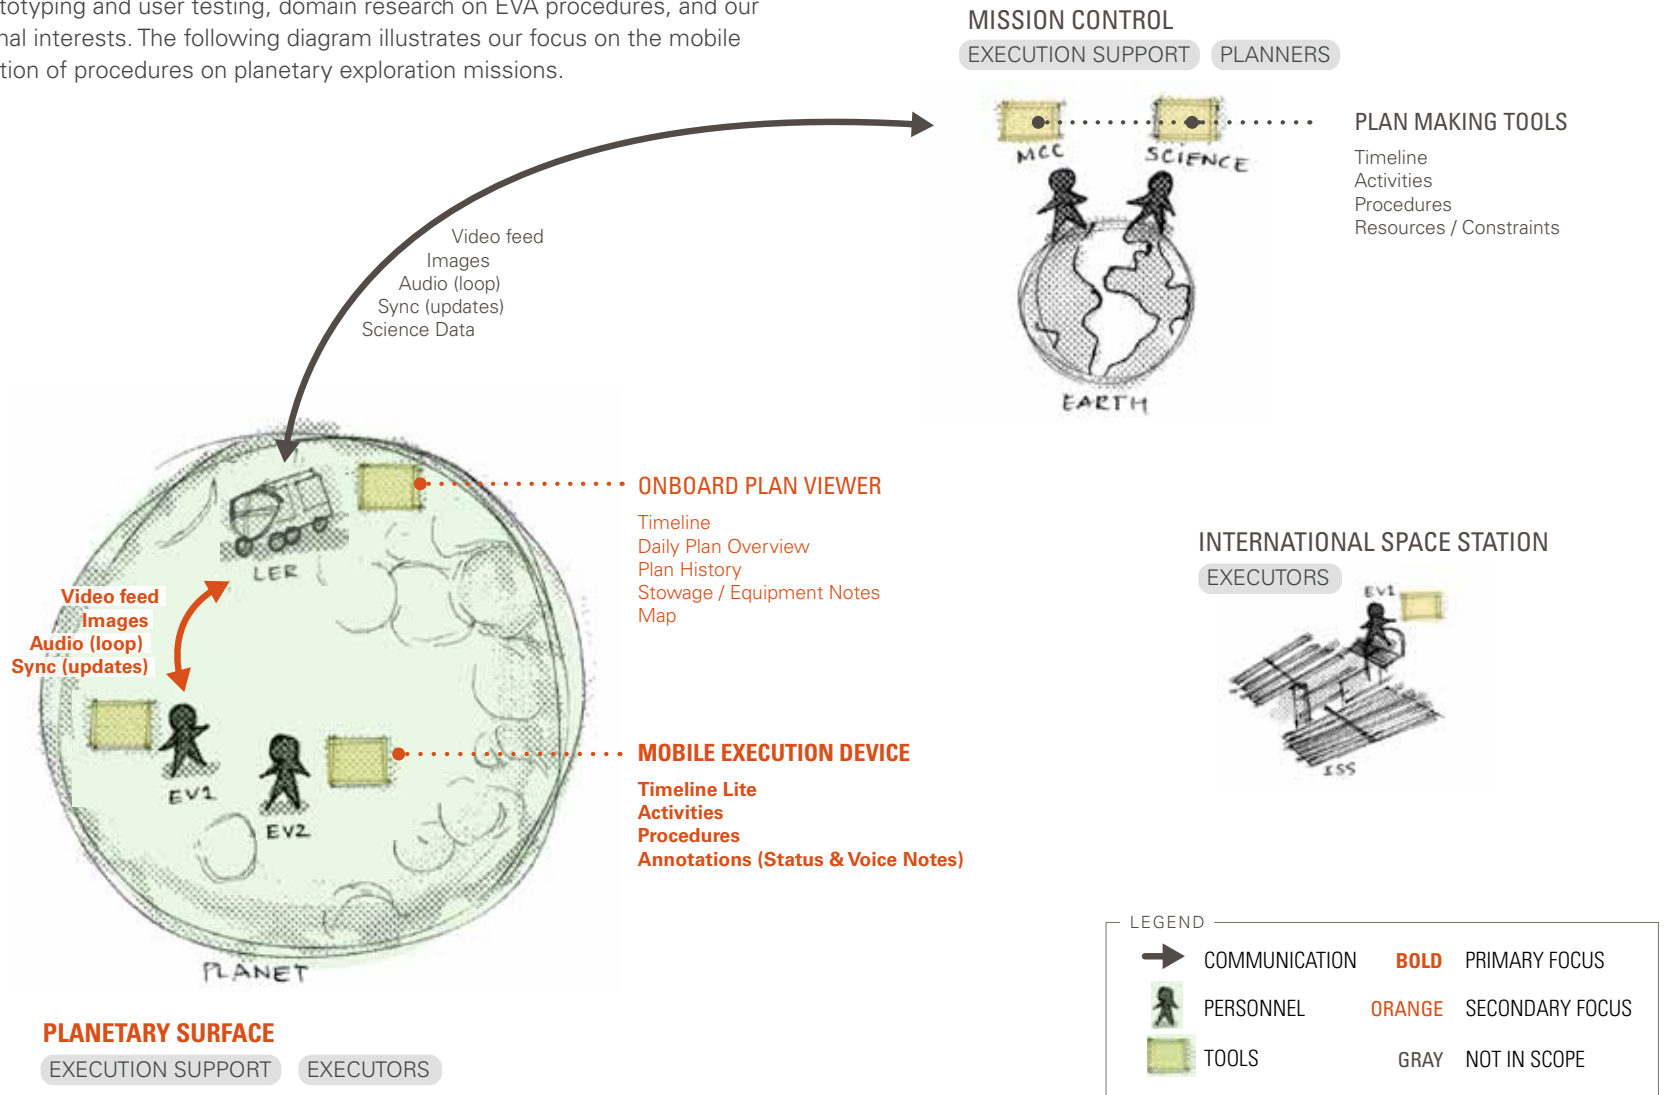 totyping and user testing, domain research on EVA procedures, and our
nal interests. The following diagram illustrates our focus on the mobile
tion of procedures on planetary exploration missions.
MISSION CONTROL
EXECUTION SUPPORT PLANNERS
MCC SCIENCE
PLAN MAKING TOOLS
Timeline
Activities
Procedures
Resources / Constraints
EARTH
Video feed
Images
Audio (loop)
Sync (updates)
Science Data
LER
ONBOARD PLAN VIEWER
Timeline
Daily Plan Overview
Plan History
Stowage / Equipment Notes
Map
INTERNATIONAL SPACE STATION
EXECUTORS
EV1
ISS
Video feed
Images
Audio (loop)
Sync (updates)
EV1
EV2
MOBILE EXECUTION DEVICE
Timeline Lite
Activities
Procedures
Annotations (Status & Voice Notes)
PLANET
PLANETARY SURFACE
EXECUTION SUPPORT EXECUTORS
LEGEND
COMMUNICATION BOLD PRIMARY FOCUS
PERSONNEL ORANGE SECONDARY FOCUS
TOOLS GRAY NOT IN SCOPE